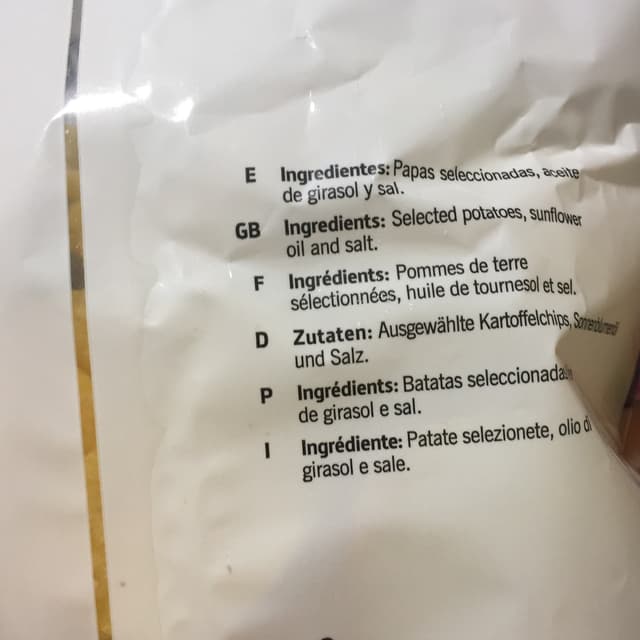 E Ingredientes: Papas seleccionadas, aceite
de girasol y sal.
GB Ingredients: Selected potatoes, sunflower
oil and salt.
F Ingrédients: Pommes de terre
sélectionnées, huile de tournesol et sel.
D Zutaten: Ausgewählte Kartoffelchips,
und Salz.
P Ingrédients: Batatas
de girasol e sal.
I Ingrédiente: Patate selezionete, olio di
girasol e sale.